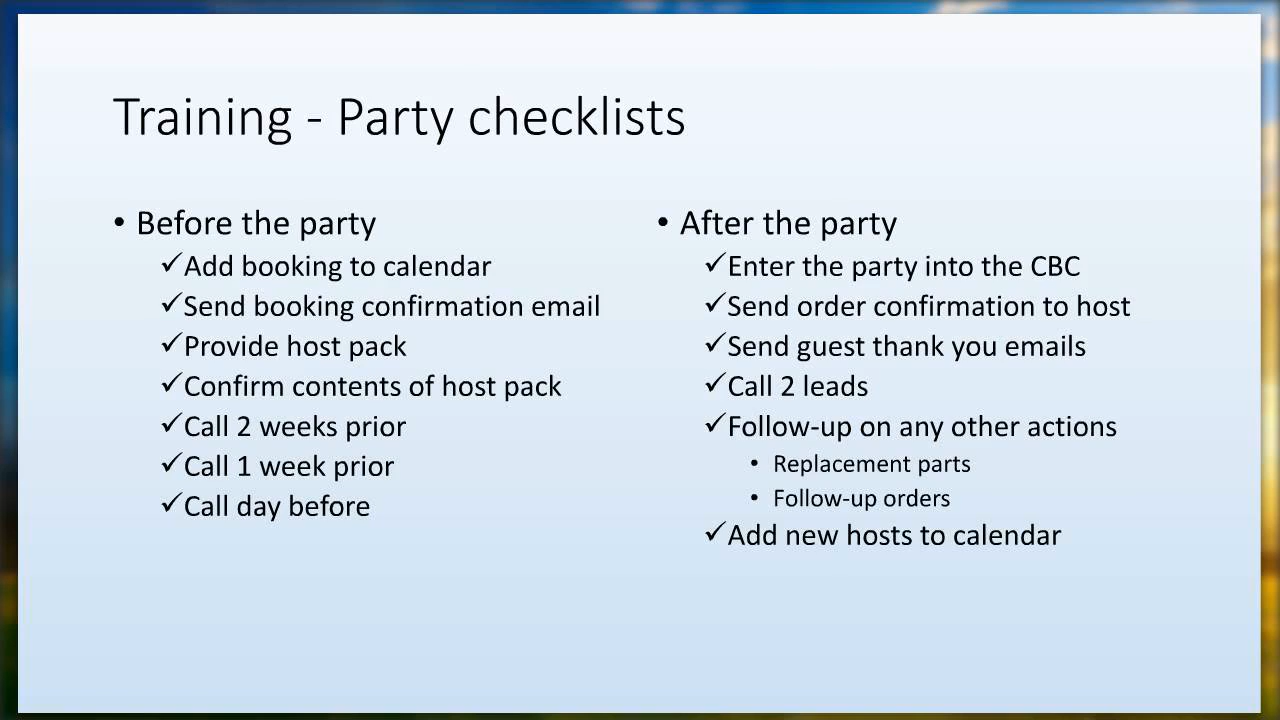 Training - Party checklists
• Before the party
✓Add booking to calendar
✓Send booking confirmation email
✓Provide host pack
✓Confirm contents of host pack
✓Call 2 weeks prior
✓Call 1 week prior
✓Call day before
• After the party
✓Enter the party into the CBC
✓Send order confirmation to host
✓Send guest thank you emails
✓Call 2 leads
✓Follow-up on any other actions
• Replacement parts
• Follow-up orders
✓Add new hosts to calendar